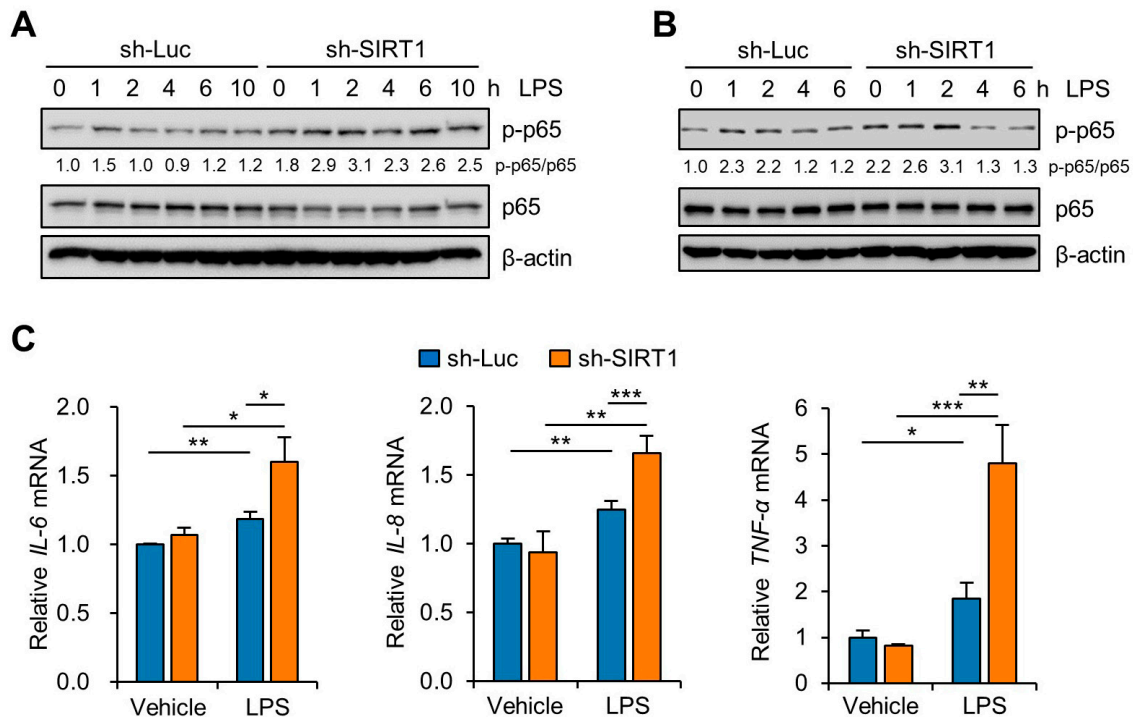 A
sh-Luc sh-SIRT1
0 1 2 4 6 10 0 1 2 4 6 10 h LPS
p-p65
1.0 1.5 1.0 0.9 1.2 1.2 1.8 2.9 3.1 2.3 2.6 2.5 p-p65/p65
p65
β-actin
B
sh-Luc sh-SIRT1
0 1 2 4 6 0 1 2 4 6 h LPS
p-p65
1.0 2.3 2.2 1.2 1.2 2.2 2.6 3.1 1.3 1.3 p-p65/p65
p65
β-actin
C
sh-Luc sh-SIRT1
Relative IL-6 mRNA
2.0
1.5
1.0
0.5
0.0
*
*
**
Vehicle LPS
Relative IL-8 mRNA
2.0
1.5
1.0
0.5
0.0
***
**
**
Vehicle LPS
Relative TNF-α mRNA
6
5
4
3
2
1
0
**
***
*
Vehicle LPS